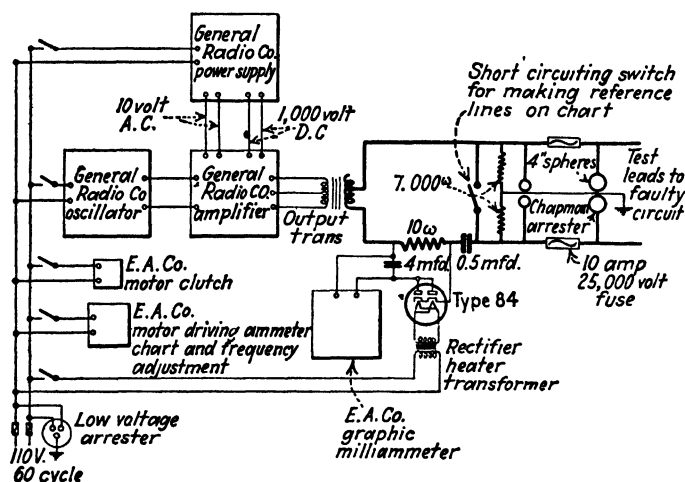 General
Radio Co.
power supply
10 volt
A.C.
1,000 volt
D.C
Short circuiting switch
for making reference
lines on chart
General
Radio Co
oscillator
General
Radio CO.
amplifier
Output
trans
7.000ω
4" spheres
Chapman
arrester
Test
leads to
faulty
circuit
10ω
4 mfd.
0.5 mfd.
10 amp
25,000 volt
fuse
E.A.Co.
motor clutch
E.A.Co.
motor driving ammeter
chart and frequency
adjustment
Type 84
Rectifier
heater
transformer
E.A.Co.
graphic
milliammeter
Low voltage
arrester
110V.
60 cycle